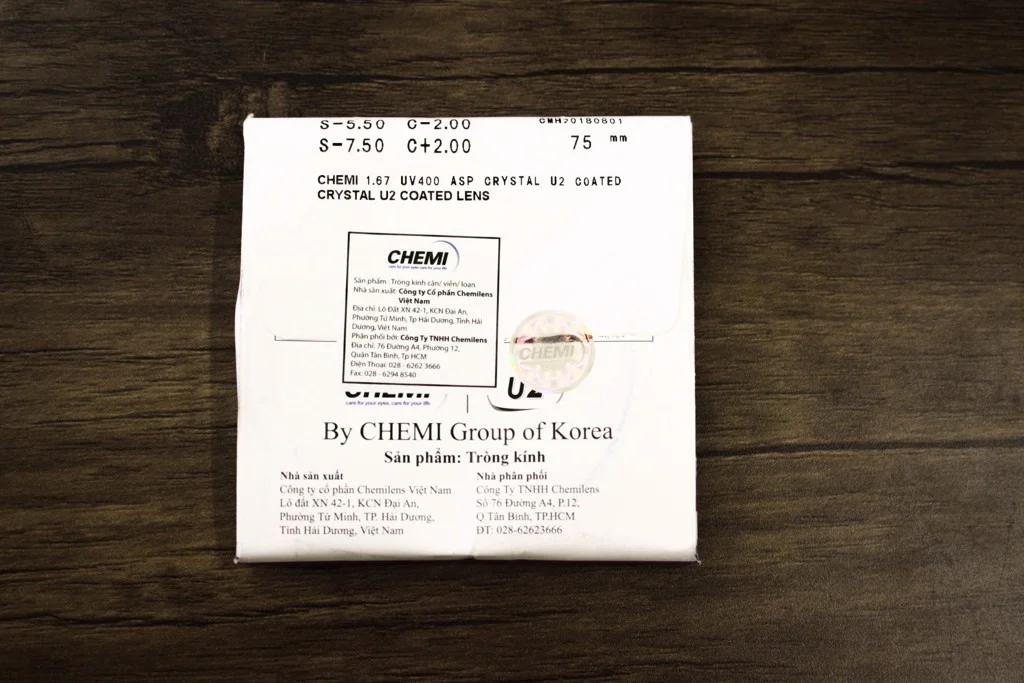 S-5.50 C-2.00 CMH20180801
S-7.50 C+2.00 75 mm
CHEMI 1.67 UV400 ASP CRYSTAL U2 COATED
CRYSTAL U2 COATED LENS
CHEMI
care for your eyes care for your life
Sản phẩm : Tròng kính cận/ viễn/ loạn
Nhà sản xuất: Công ty Cổ phần Chemilens
Việt Nam
Địa chỉ: Lô Đất XN 42-1, KCN Đại An,
Phường Tứ Minh, Tp Hải Dương, Tỉnh Hải
Dương, Việt Nam
Phân phối bởi: Công ty TNHH Chemilens
Địa chỉ: 76 Đường A4, Phường 12,
Quận Tân Bình, Tp HCM
Điện Thoại: 028 - 6262 3666
Fax: 028 - 6294 8540
CHEMI
CHEMI U2
care for your eyes, care for your life
By CHEMI Group of Korea
Sản phẩm: Tròng kính
Nhà sản xuất
Công ty cổ phần Chemilens Việt Nam
Lô đất XN 42-1, KCN Đại An,
Phường Tứ Minh, TP. Hải Dương,
Tỉnh Hải Dương, Việt Nam
Nhà phân phối
Công Ty TNHH Chemilens
Số 76 Đường A4, P.12,
Q.Tân Bình, TP.HCM
ĐT: 028-62623666